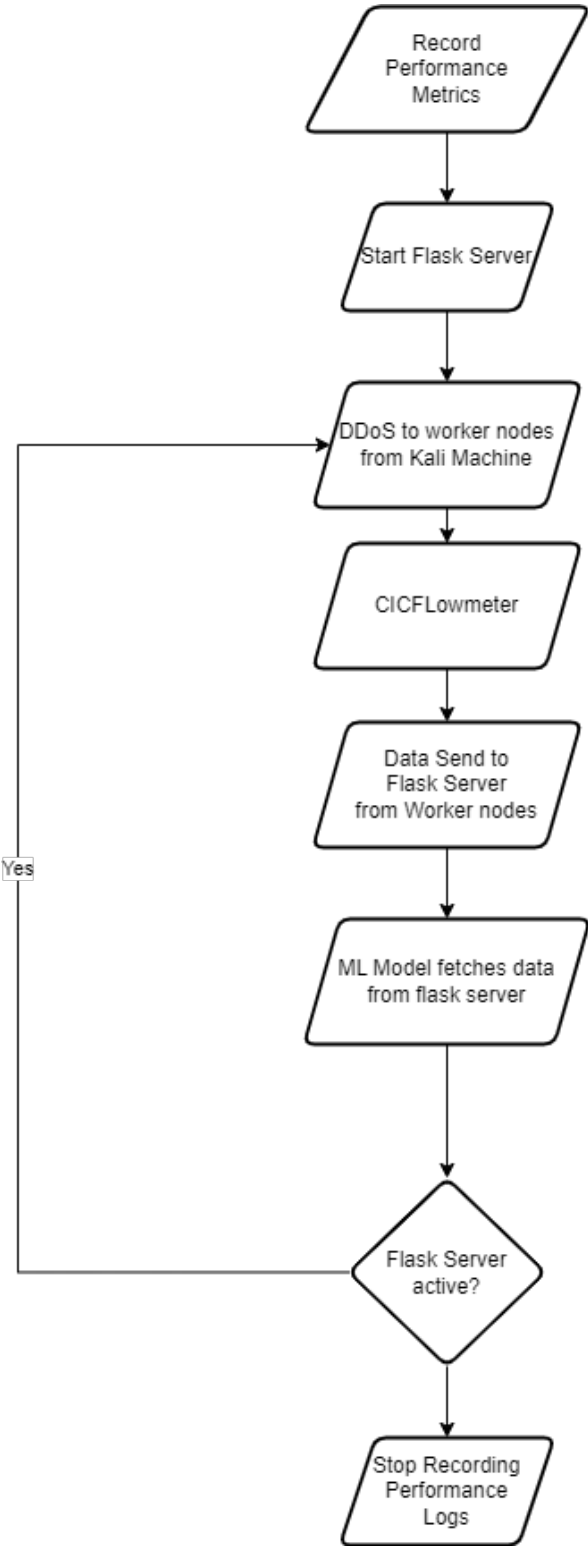 Record
Performance
Metrics
Start Flask Server
DDoS to worker nodes
from Kali Machine
CICFLowmeter
Data Send to
Flask Server
from Worker nodes
Yes
ML Model fetches data
from flask server
Flask Server
active?
Stop Recording
Performance
Logs